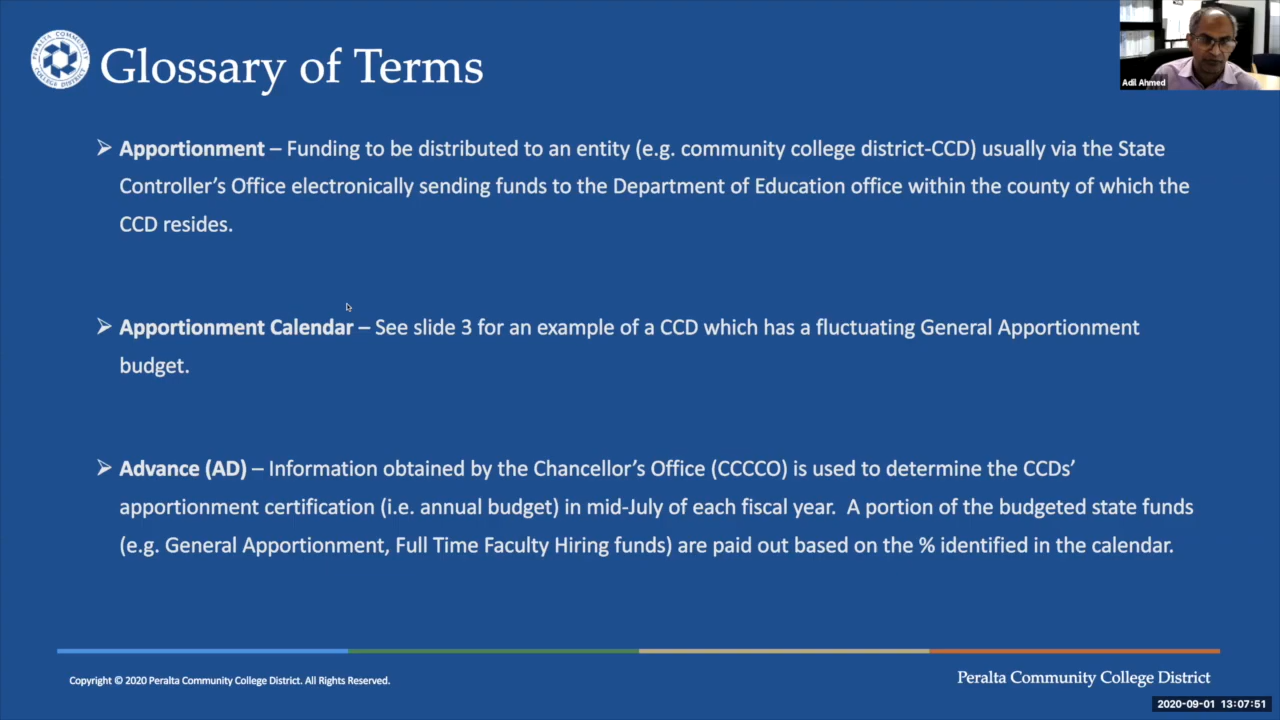 PERALTA COMMUNITY COLLEGE DISTRICT
Glossary of Terms
Adil Ahmed
➢ Apportionment – Funding to be distributed to an entity (e.g. community college district-CCD) usually via the State
Controller’s Office electronically sending funds to the Department of Education office within the county of which the
CCD resides.
➢ Apportionment Calendar – See slide 3 for an example of a CCD which has a fluctuating General Apportionment
budget.
➢ Advance (AD) – Information obtained by the Chancellor’s Office (CCCCO) is used to determine the CCDs’
apportionment certification (i.e. annual budget) in mid-July of each fiscal year.  A portion of the budgeted state funds
(e.g. General Apportionment, Full Time Faculty Hiring funds) are paid out based on the % identified in the calendar.
Copyright © 2020 Peralta Community College District. All Rights Reserved.
Peralta Community College District
2020-09-01 13:07:51